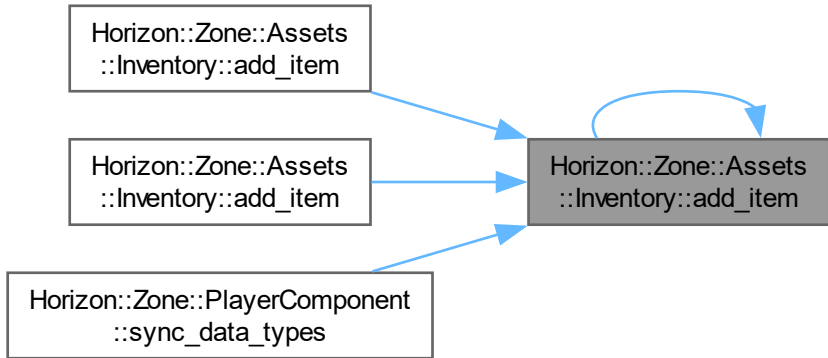 Horizon::Zone::Assets
::Inventory::add_item
Horizon::Zone::Assets
::Inventory::add_item
Horizon::Zone::PlayerComponent
::sync_data_types
Horizon::Zone::Assets
::Inventory::add_item